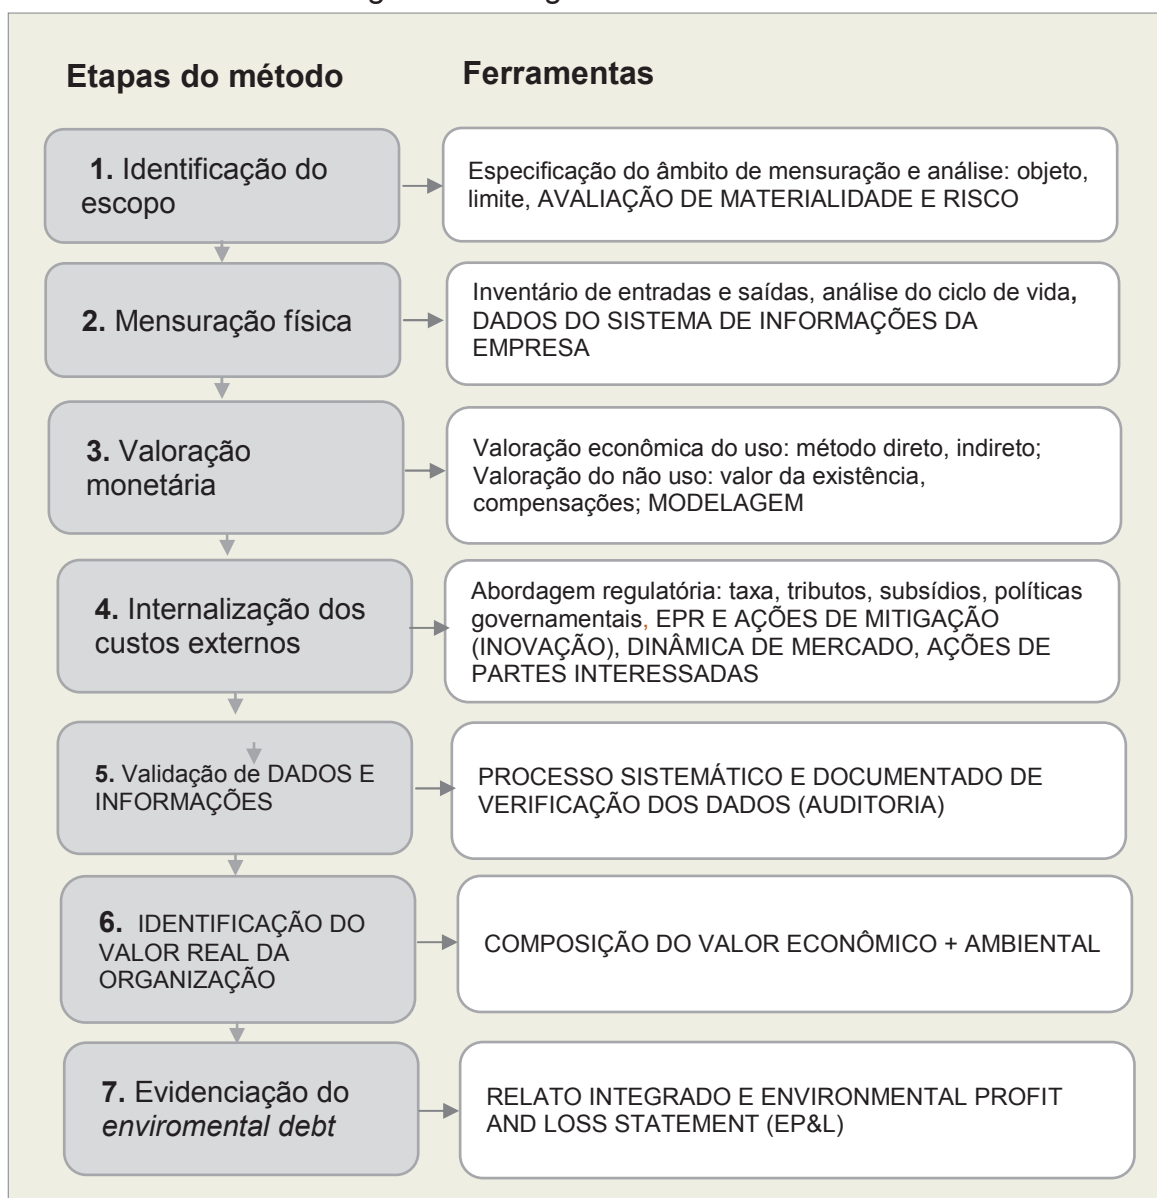 Etapas do método
Ferramentas
1. Identificação do
escopo
Especificação do âmbito de mensuração e análise: objeto,
limite, AVALIAÇÃO DE MATERIALIDADE E RISCO
2. Mensuração física
Inventário de entradas e saídas, análise do ciclo de vida,
DADOS DO SISTEMA DE INFORMAÇÕES DA
EMPRESA
3. Valoração
monetária
Valoração econômica do uso: método direto, indireto;
Valoração do não uso: valor da existência,
compensações; MODELAGEM
4. Internalização dos
custos externos
Abordagem regulatória: taxa, tributos, subsídios, políticas
governamentais, EPR E AÇÕES DE MITIGAÇÃO
(INOVAÇÃO), DINÂMICA DE MERCADO, AÇÕES DE
PARTES INTERESSADAS
5. Validação de DADOS E
INFORMAÇÕES
PROCESSO SISTEMÁTICO E DOCUMENTADO DE
VERIFICAÇÃO DOS DADOS (AUDITORIA)
6. IDENTIFICAÇÃO DO
VALOR REAL DA
ORGANIZAÇÃO
COMPOSIÇÃO DO VALOR ECONÔMICO + AMBIENTAL
7. Evidenciação do
enviromental debt
RELATO INTEGRADO E ENVIRONMENTAL PROFIT
AND LOSS STATEMENT (EP&L)